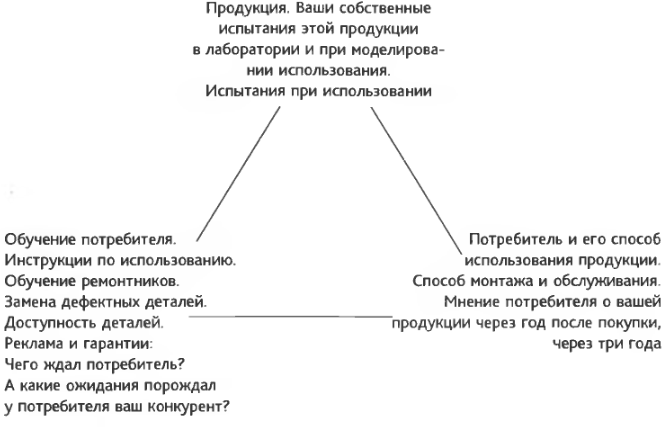 Продукция. Ваши собственные
испытания этой продукции
в лаборатории и при моделирова-
нии использования.
Испытания при использовании
Обучение потребителя.
Инструкции по использованию.
Обучение ремонтников.
Замена дефектных деталей.
Доступность деталей.
Реклама и гарантии:
Чего ждал потребитель?
А какие ожидания порождал
у потребителя ваш конкурент?
Потребитель и его способ
использования продукции.
Способ монтажа и обслуживания.
Мнение потребителя о вашей
продукции через год после покупки,
через три года